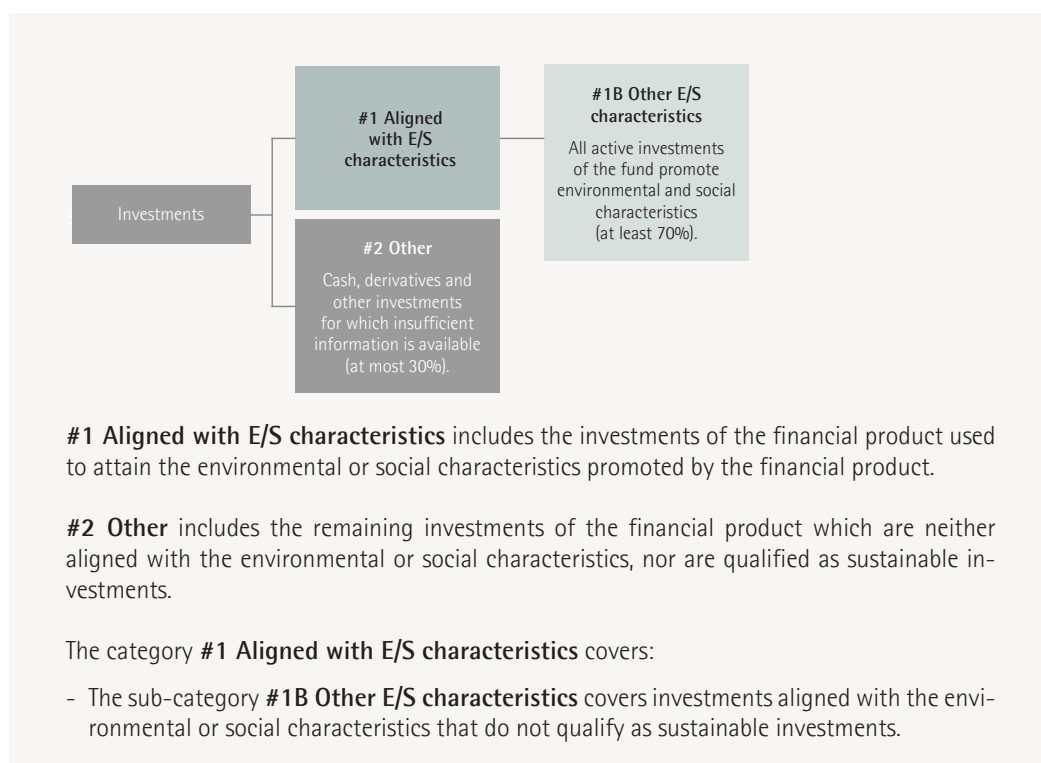 #1 Aligned
with E/S
characteristics
#1B Other E/S
characteristics
All active investments
of the fund promote
environmental and social
characteristics
(at least 70%).
Investments
#2 Other
Cash, derivatives and
other investments
for which insufficient
information is available
(at most 30%).
#1 Aligned with E/S characteristics includes the investments of the financial product used
to attain the environmental or social characteristics promoted by the financial product.
#2 Other includes the remaining investments of the financial product which are neither
aligned with the environmental or social characteristics, nor are qualified as sustainable in-
vestments.
The category #1 Aligned with E/S characteristics covers:
- The sub-category #1B Other E/S characteristics covers investments aligned with the envi-
ronmental or social characteristics that do not qualify as sustainable investments.